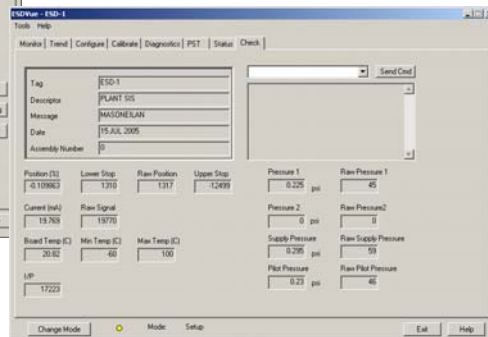 ESDVue - ESD-1
Tools Help
Monitor Trend Configure Calibrate Diagnostics PST Status Check
Tag ESD-1
Descriptor PLANT SIS
Message MASONEILAN
Date 15 JUL 2005
Assembly Number 0
Send Cmd
Position (%) Lower Stop Raw Position Upper Stop
-0.109863 1310 1317 -12499
Current (mA) Raw Signal
19.769 19770
Board Temp (C) Min Temp (C) Max Temp (C)
20.82 -60 100
I/P
17223
Pressure 1 Raw Pressure 1
0.225 psi 45
Pressure 2 Raw Pressure2
0 psi 0
Supply Pressure Raw Supply Pressure
0.295 psi 59
Pilot Pressure Raw Pilot Pressure
0.23 psi 46
Change Mode Mode: Setup Exit Help